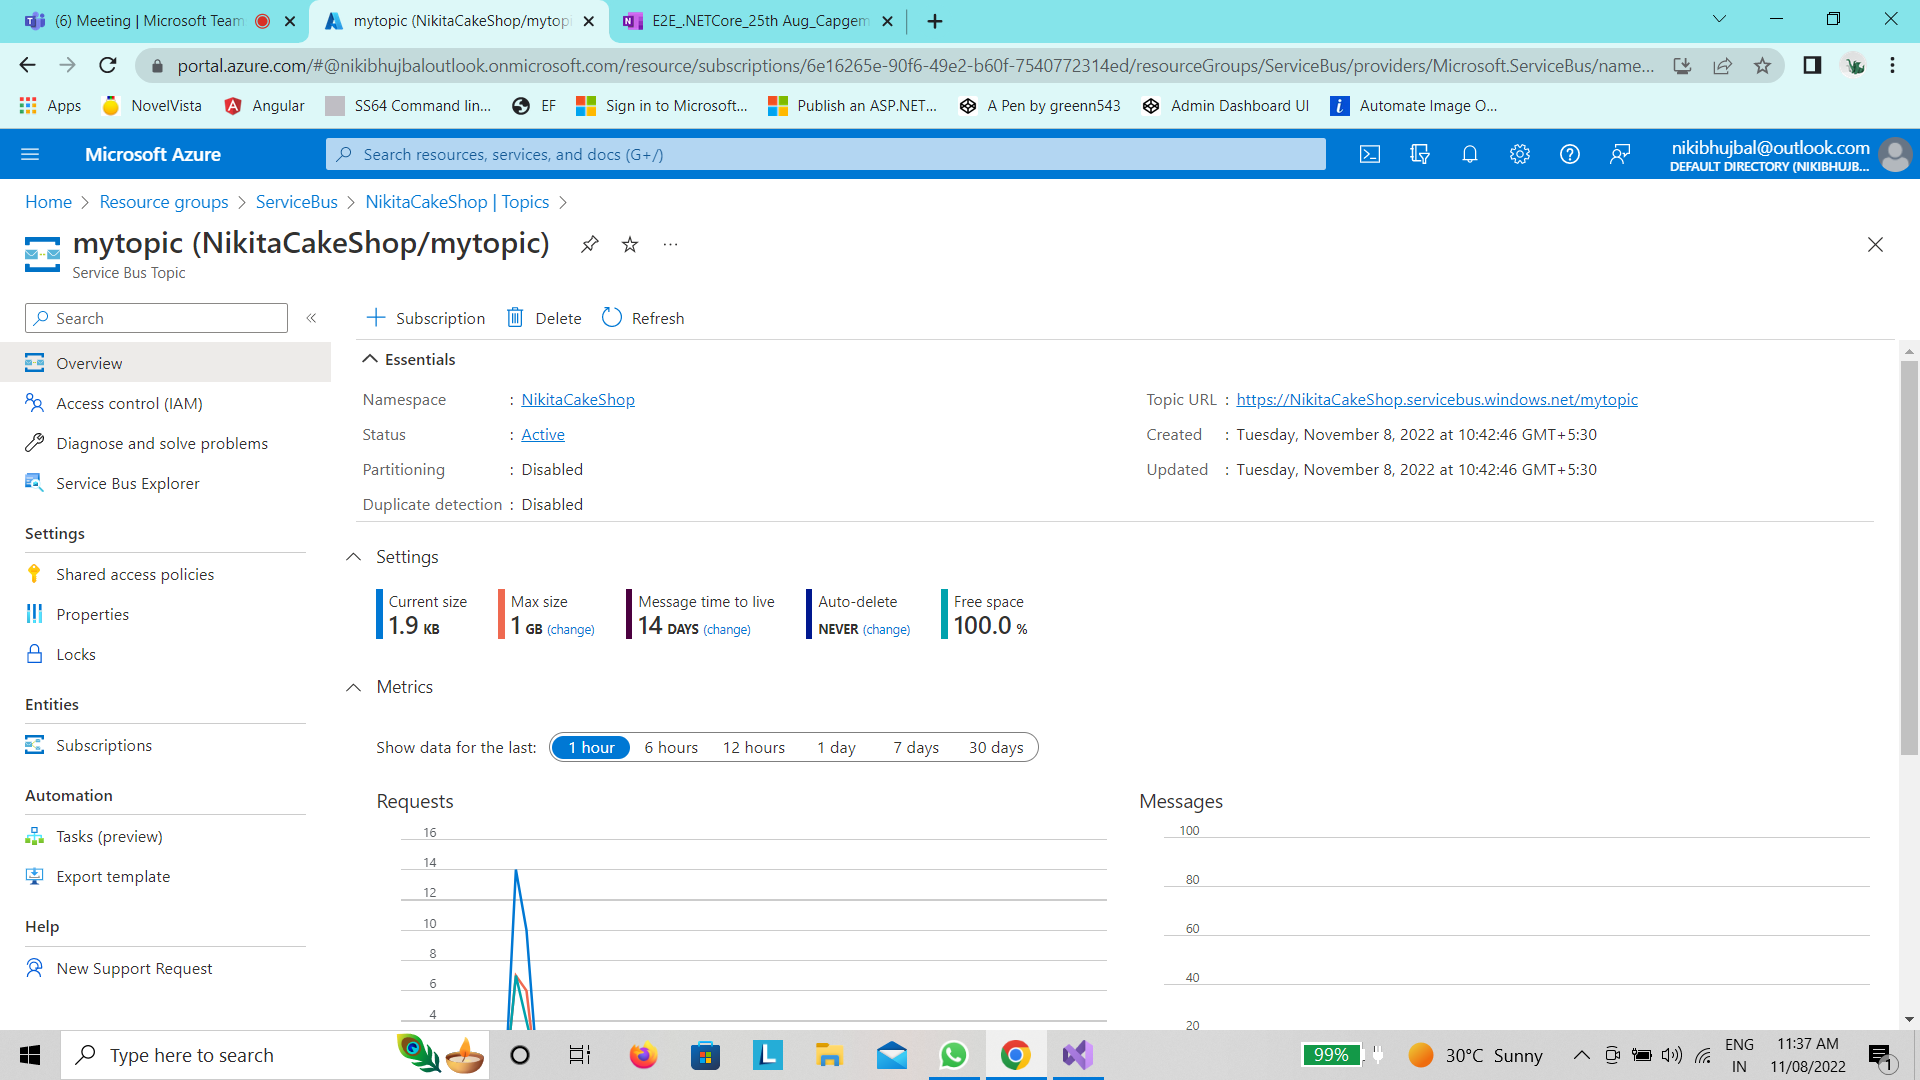 (6) Meeting | Microsoft Team
mytopic (NikitaCakeShop/mytopi
E2E_.NETCore_25th Aug_Capgem
portal.azure.com/#@nikibhujbaloutlook.onmicrosoft.com/resource/subscriptions/6e16265e-90f6-49e2-b60f-7540772314ed/resourceGroups/ServiceBus/providers/Microsoft.ServiceBus/name...
Apps
NovelVista
Angular
SS64 Command lin...
EF
Sign in to Microsoft...
Publish an ASP.NET...
A Pen by greenn543
Admin Dashboard UI
Automate Image O...
Microsoft Azure
Search resources, services, and docs (G+/)
nikibhujbal@outlook.com
DEFAULT DIRECTORY (NIKIBHUJB...
Home > Resource groups > ServiceBus > NikitaCakeShop | Topics >
mytopic (NikitaCakeShop/mytopic)
Service Bus Topic
Search
Overview
Access control (IAM)
Diagnose and solve problems
Service Bus Explorer
Settings
Shared access policies
Properties
Locks
Entities
Subscriptions
Automation
Tasks (preview)
Export template
Help
New Support Request
Subscription
Delete
Refresh
Essentials
Namespace : NikitaCakeShop
Status : Active
Partitioning : Disabled
Duplicate detection : Disabled
Topic URL : https://NikitaCakeShop.servicebus.windows.net/mytopic
Created : Tuesday, November 8, 2022 at 10:42:46 GMT+5:30
Updated : Tuesday, November 8, 2022 at 10:42:46 GMT+5:30
Settings
Current size
1.9 KB
Max size
1 GB (change)
Message time to live
14 DAYS (change)
Auto-delete
NEVER (change)
Free space
100.0 %
Metrics
Show data for the last: 1 hour 6 hours 12 hours 1 day 7 days 30 days
Requests
16
14
12
10
8
6
4
Messages
100
80
60
40
20
Type here to search
L
99%
30°C Sunny
ENG
IN
11:37 AM
11/08/2022
1